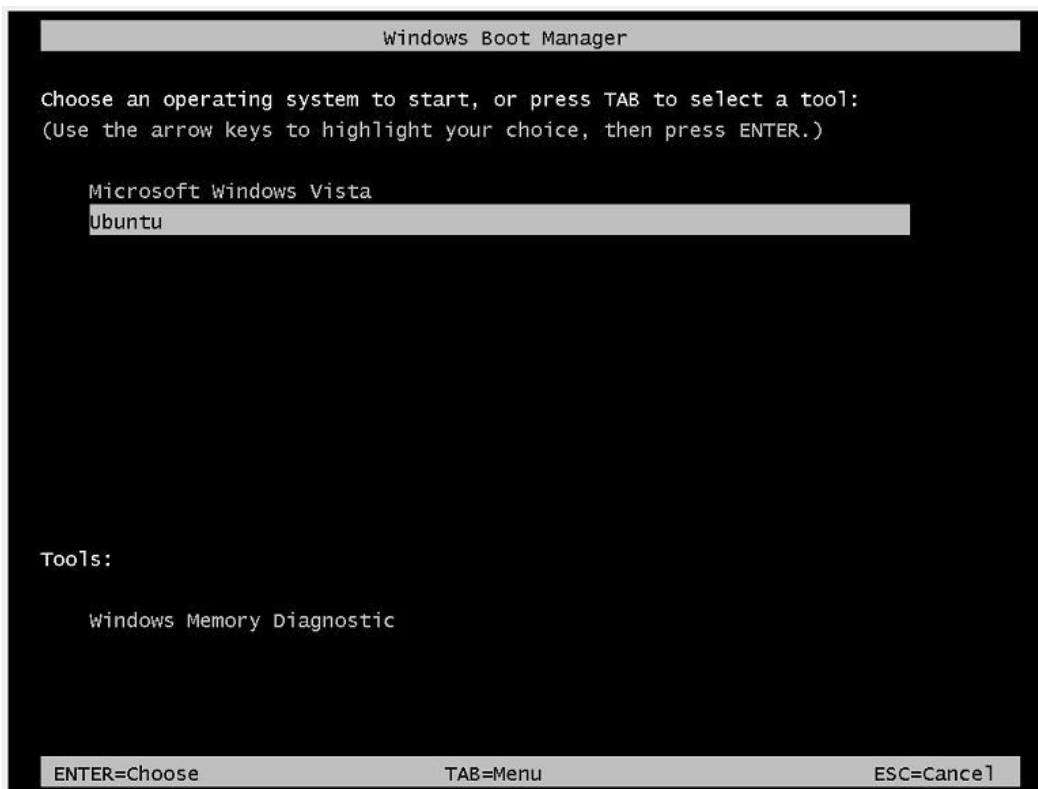 Windows Boot Manager
Choose an operating system to start, or press TAB to select a tool:
(Use the arrow keys to highlight your choice, then press ENTER.)
Microsoft Windows Vista
Ubuntu
Tools:
Windows Memory Diagnostic
ENTER=Choose TAB=Menu ESC=Cancel